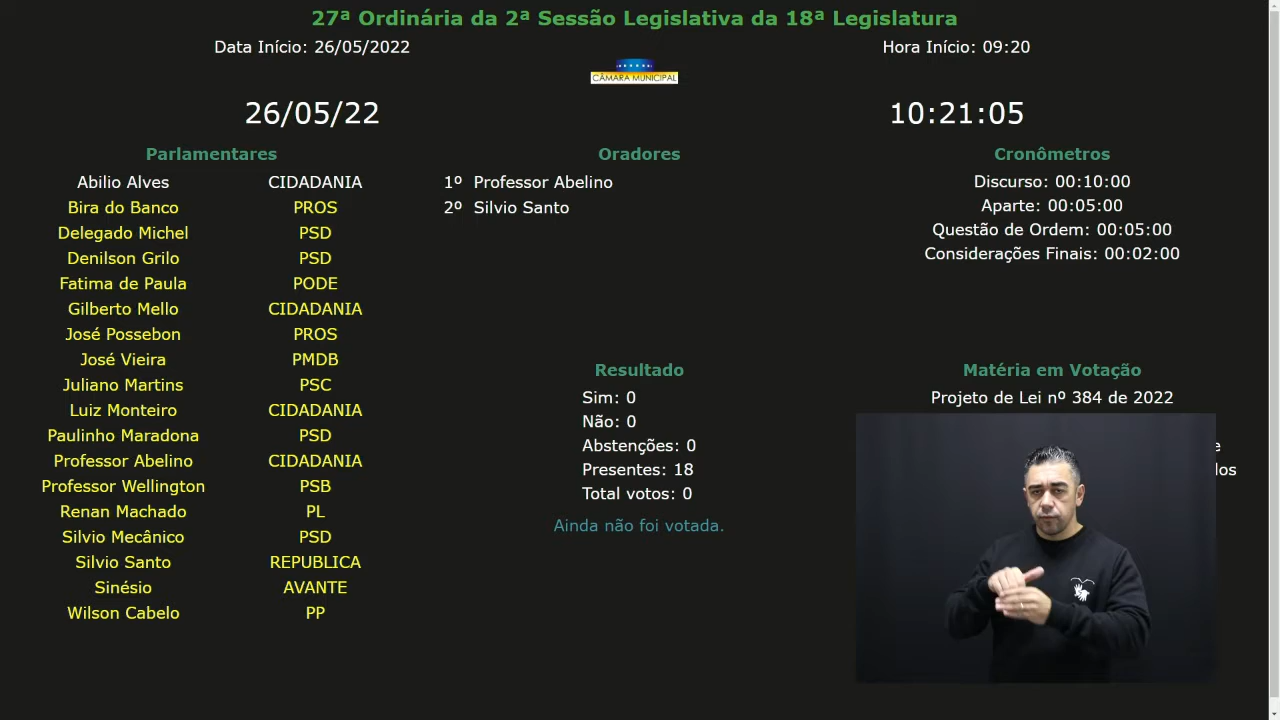 27ª Ordinária da 2ª Sessão Legislativa da 18ª Legislatura
Data Início: 26/05/2022
Hora Início: 09:20
CÂMARA MUNICIPAL
26/05/22
10:21:05
Parlamentares
Abilio Alves CIDADANIA
Bira do Banco PROS
Delegado Michel PSD
Denilson Grilo PSD
Fatima de Paula PODE
Gilberto Mello CIDADANIA
José Possebon PROS
José Vieira PMDB
Juliano Martins PSC
Luiz Monteiro CIDADANIA
Paulinho Maradona PSD
Professor Abelino CIDADANIA
Professor Wellington PSB
Renan Machado PL
Silvio Mecânico PSD
Silvio Santo REPUBLICA
Sinésio AVANTE
Wilson Cabelo PP
Oradores
1º Professor Abelino
2º Silvio Santo
Cronômetros
Discurso: 00:10:00
Aparte: 00:05:00
Questão de Ordem: 00:05:00
Considerações Finais: 00:02:00
Resultado
Sim: 0
Não: 0
Abstenções: 0
Presentes: 18
Total votos: 0
Ainda não foi votada.
Matéria em Votação
Projeto de Lei nº 384 de 2022